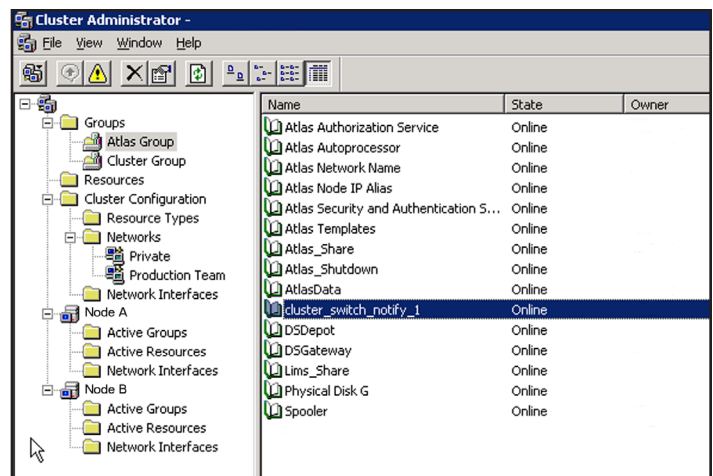 Cluster Administrator -
File View Window Help
Groups
Atlas Group
Cluster Group
Resources
Cluster Configuration
Resource Types
Networks
Private
Production Team
Network Interfaces
Node A
Active Groups
Active Resources
Network Interfaces
Node B
Active Groups
Active Resources
Network Interfaces
Name State Owner
Atlas Authorization Service Online
Atlas Autoprocessor Online
Atlas Network Name Online
Atlas Node IP Alias Online
Atlas Security and Authentication S... Online
Atlas Templates Online
Atlas_Share Online
Atlas_Shutdown Online
AtlasData Online
cluster_switch_notify_1 Online
DSDepot Online
DSGateway Online
Lims_Share Online
Physical Disk G Online
Spooler Online